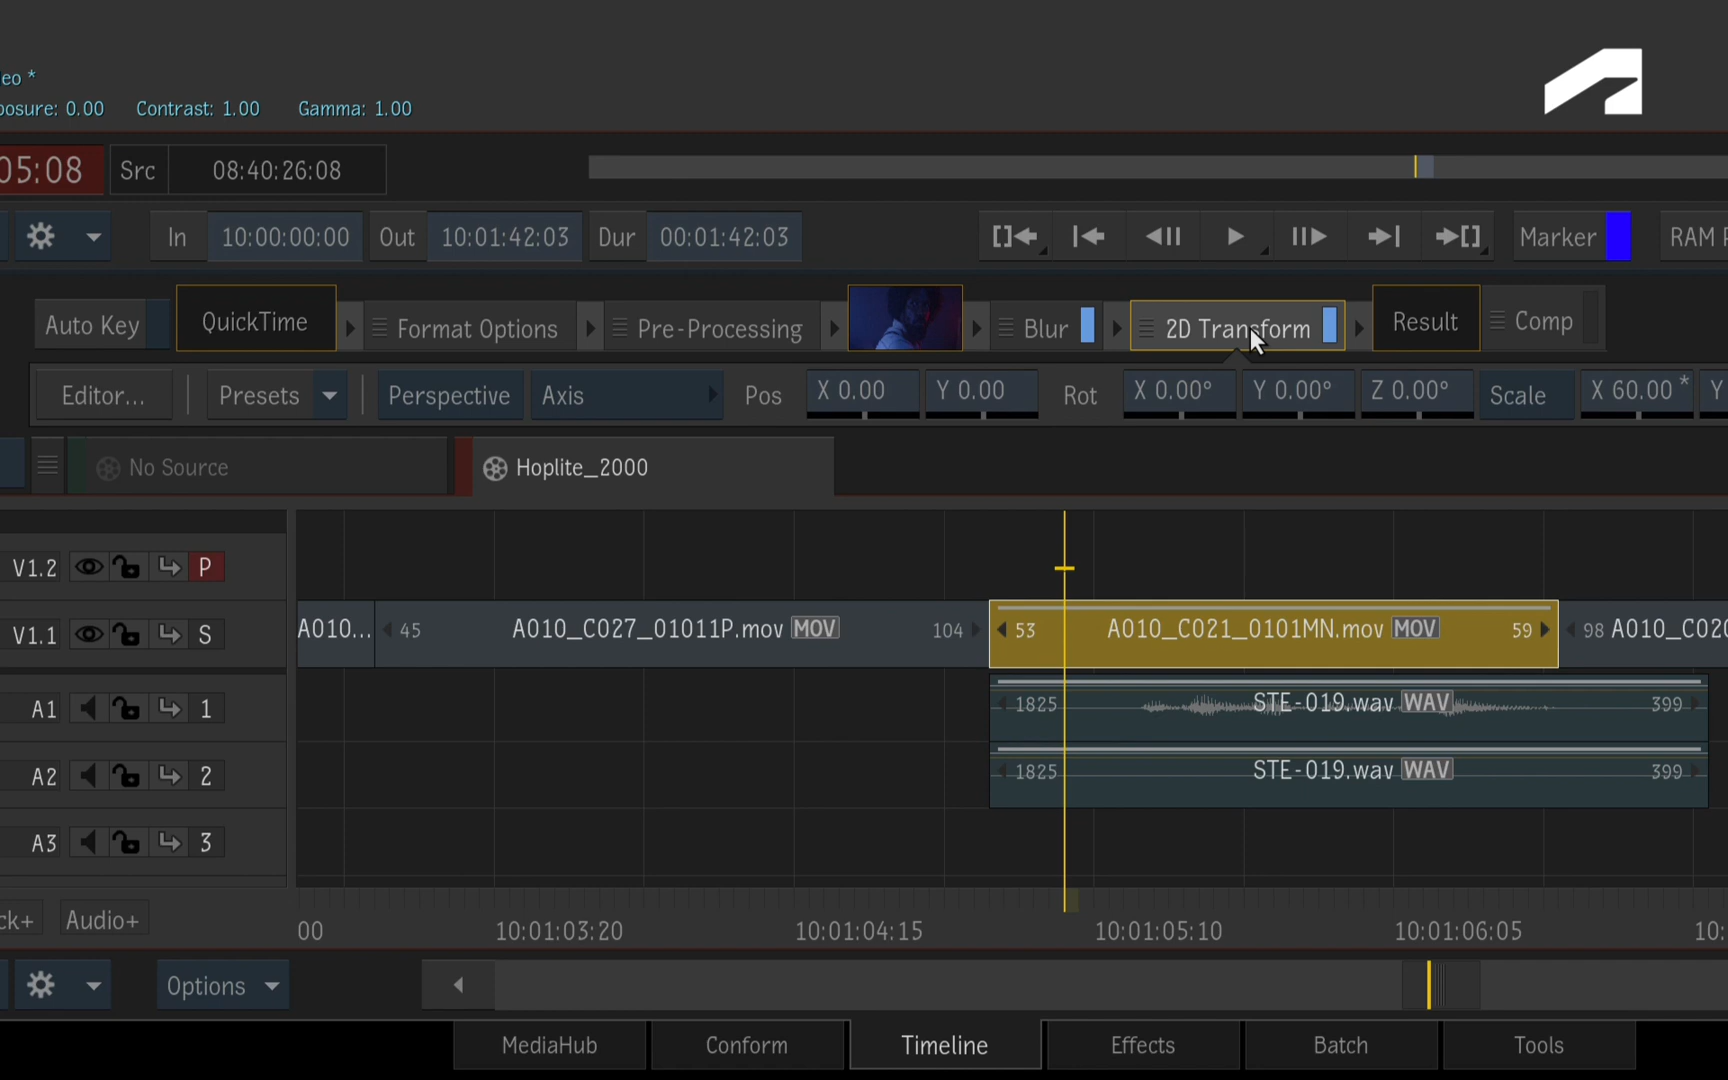 eo *
posure: 0.00 Contrast: 1.00 Gamma: 1.00
05:08 Src 08:40:26:08
In 10:00:00:00 Out 10:01:42:03 Dur 00:01:42:03 Marker RAM
Auto Key QuickTime Format Options Pre-Processing Blur 2D Transform Result Comp
Editor... Presets Perspective Axis Pos X 0.00 Y 0.00 Rot X 0.00° Y 0.00° Z 0.00° Scale X 60.00 * Y
No Source Hoplite_2000
V1.2 P
V1.1 S A010... 45 A010_C027_01011P.mov MOV 104 53 A010_C021_0101MN.mov MOV 59 98 A010_C020
A1 1 1825 STE-019.wav WAV 399
A2 2 1825 STE-019.wav WAV 399
A3 3
ck+ Audio+ 00 10:01:03:20 10:01:04:15 10:01:05:10 10:01:06:05 10:
Options
MediaHub Conform Timeline Effects Batch Tools